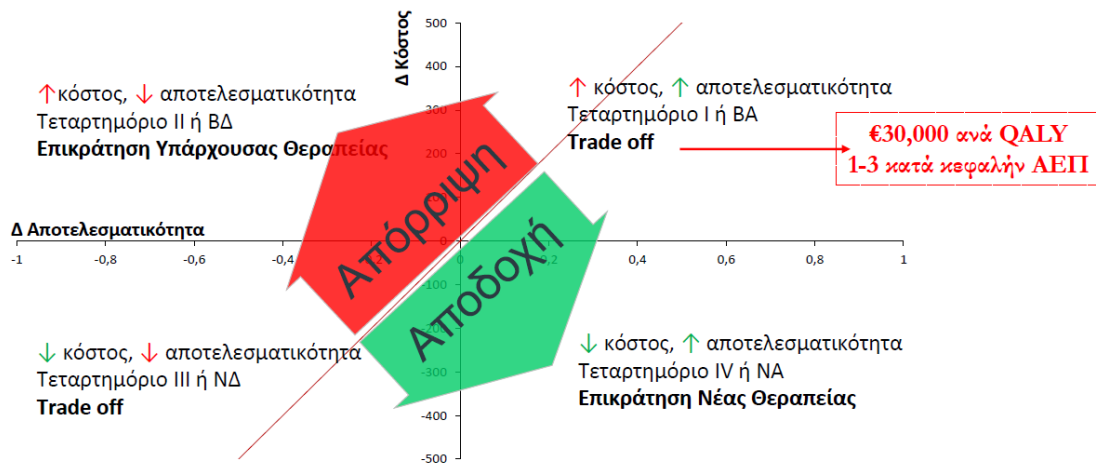 Δ Κόστος
500
400
300
200
100
0
-100
-200
-300
-400
-500
↑κόστος, ↓ αποτελεσματικότητα
Τεταρτημόριο II ή ΒΔ
Επικράτηση Υπάρχουσας Θεραπείας
↑ κόστος, ↑ αποτελεσματικότητα
Τεταρτημόριο I ή ΒΑ
Trade off
€30,000 ανά QALY
1-3 κατά κεφαλήν ΑΕΠ
Δ Αποτελεσματικότητα
-1
-0,8
-0,6
-0,4
-0,2
0
0,2
0,4
0,6
0,8
1
Απόρριψη
Αποδοχή
↓ κόστος, ↓ αποτελεσματικότητα
Τεταρτημόριο III ή ΝΔ
Trade off
↓ κόστος, ↑ αποτελεσματικότητα
Τεταρτημόριο IV ή ΝΑ
Επικράτηση Νέας Θεραπείας